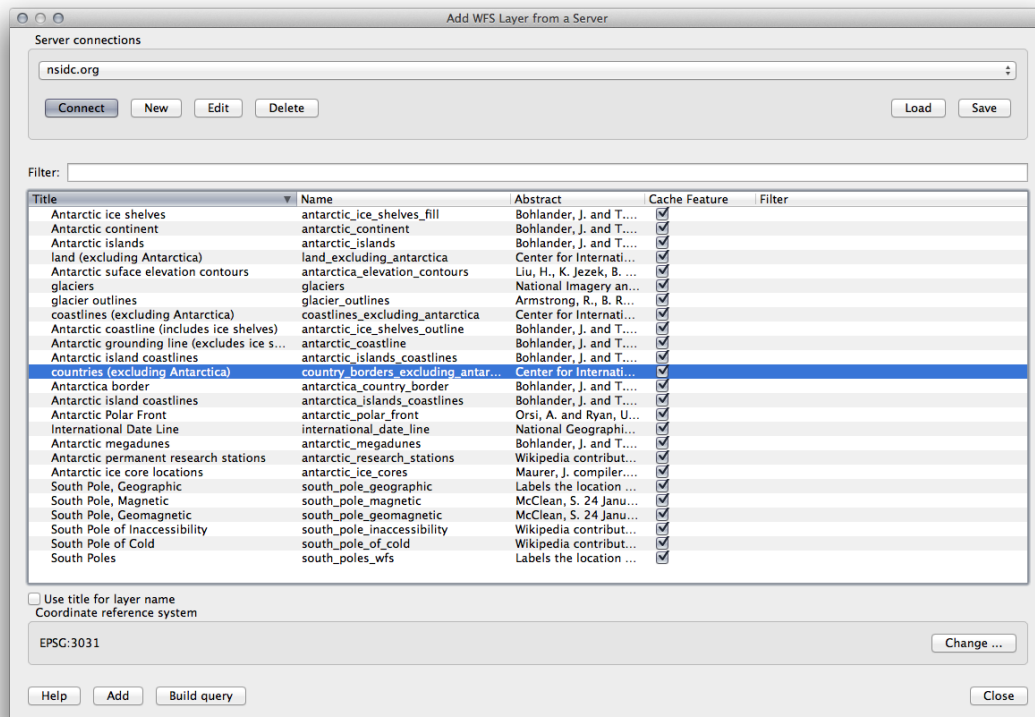 Add WFS Layer from a Server
Server connections
nsidc.org
Connect New Edit Delete Load Save
Filter:
Title Name Abstract Cache Feature Filter
Antarctic ice shelves antarctic_ice_shelves_fill Bohlander, J. and T....
Antarctic continent antarctic_continent Bohlander, J. and T....
Antarctic islands antarctic_islands Bohlander, J. and T....
land (excluding Antarctica) land_excluding_antarctica Center for Internati...
Antarctic suface elevation contours antarctica_elevation_contours Liu, H., K. Jezek, B. ...
glaciers glaciers National Imagery an...
glacier outlines glacier_outlines Armstrong, R., B. R...
coastlines (excluding Antarctica) coastlines_excluding_antarctica Center for Internati...
Antarctic coastline (includes ice shelves) antarctic_ice_shelves_outline Bohlander, J. and T....
Antarctic grounding line (excludes ice s... antarctic_coastline Bohlander, J. and T....
Antarctic island coastlines antarctic_islands_coastlines Bohlander, J. and T....
countries (excluding Antarctica) country_borders_excluding_antar... Center for Internati...
Antarctica border antarctica_country_border Bohlander, J. and T....
Antarctic island coastlines antarctica_islands_coastlines Bohlander, J. and T....
Antarctic Polar Front antarctic_polar_front Orsi, A. and Ryan, U...
International Date Line international_date_line National Geographi...
Antarctic megadunes antarctic_megadunes Bohlander, J. and T....
Antarctic permanent research stations antarctic_research_stations Wikipedia contribut...
Antarctic ice core locations antarctic_ice_cores Maurer, J. compiler....
South Pole, Geographic south_pole_geographic Labels the location ...
South Pole, Magnetic south_pole_magnetic McClean, S. 24 Janu...
South Pole, Geomagnetic south_pole_geomagnetic McClean, S. 24 Janu...
South Pole of Inaccessibility south_pole_inaccessibility Wikipedia contribut...
South Pole of Cold south_pole_of_cold Wikipedia contribut...
South Poles south_poles_wfs Labels the location ...
Use title for layer name
Coordinate reference system
EPSG:3031 Change ...
Help Add Build query Close